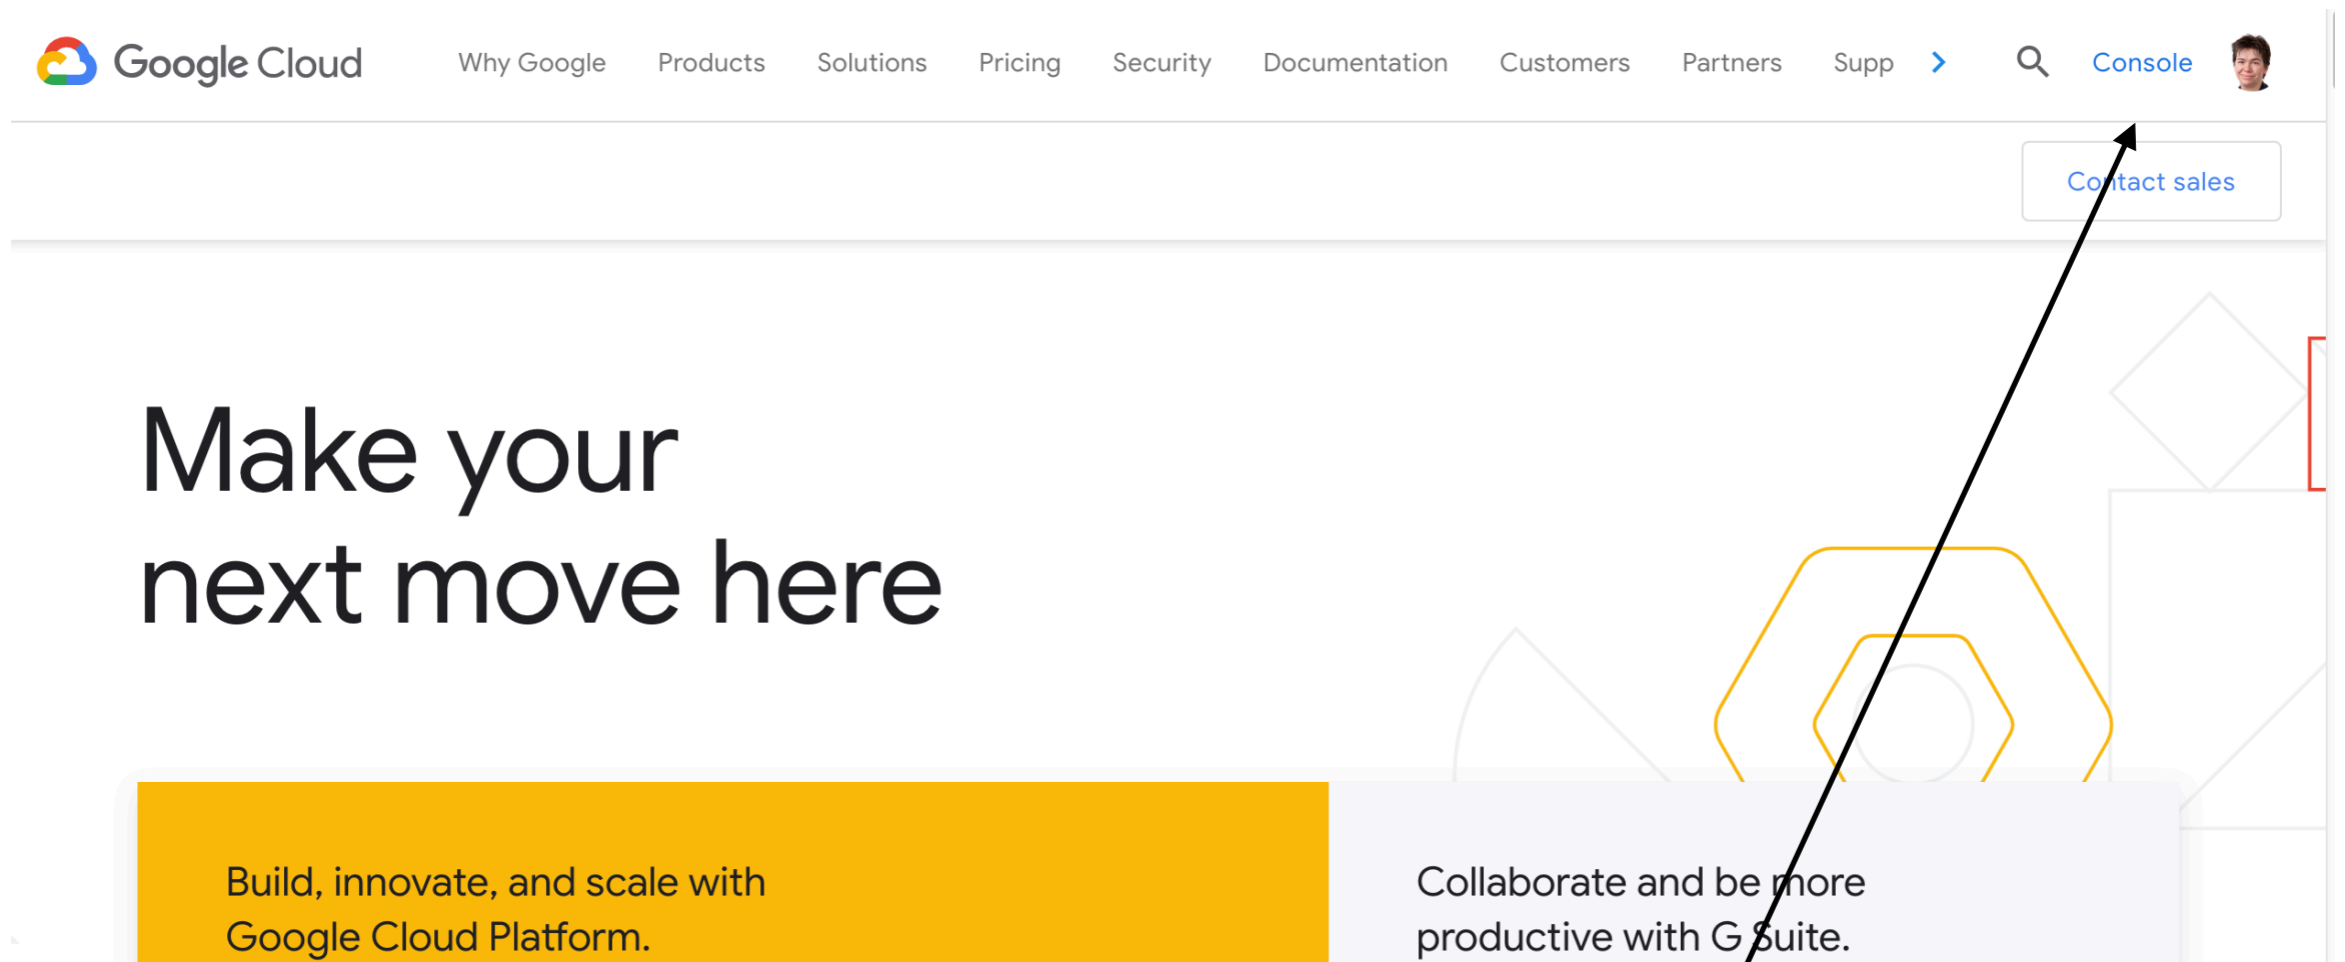 Google Cloud Why Google Products Solutions Pricing Security Documentation Customers Partners Supp Console
Contact sales
Make your
next move here
Build, innovate, and scale with
Google Cloud Platform.
Collaborate and be more
productive with G Suite.